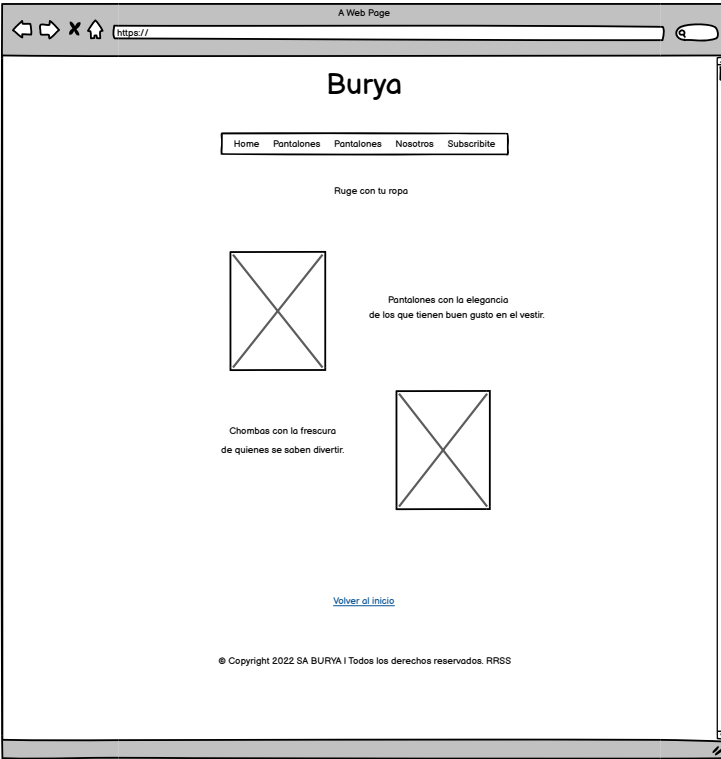 A Web Page
https://
Burya
Home Pantalones Pantalones Nosotros Subscribite
Ruge con tu ropa
Pantalones con la elegancia
de los que tienen buen gusto en el vestir.
Chombas con la frescura
de quienes se saben divertir.
Volver al inicio
© Copyright 2022 SA BURYA I Todos los derechos reservados. RRSS